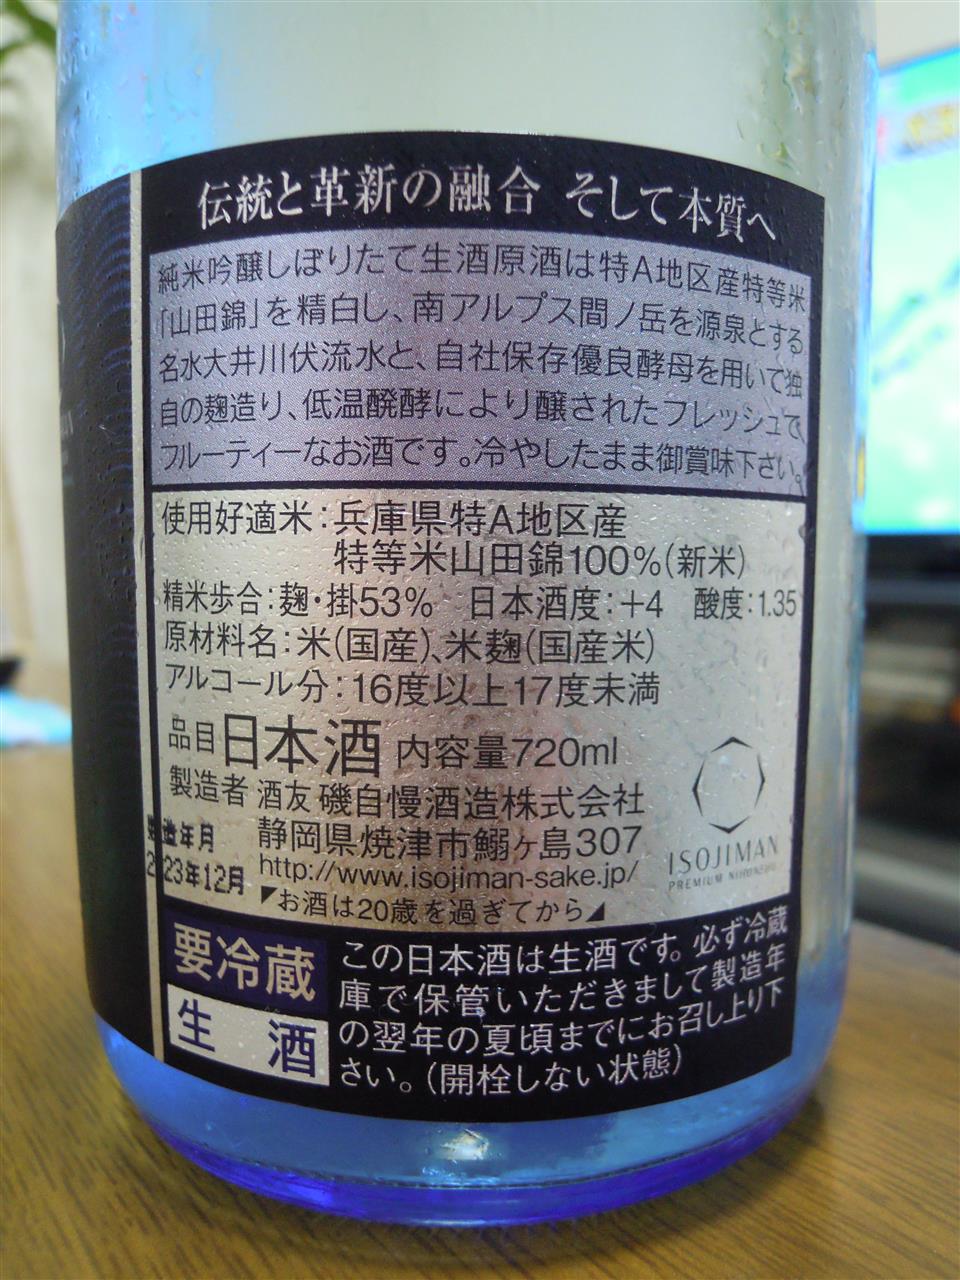 伝統と革新の融合 そして本質へ
純米吟醸しぼりたて生酒原酒は特A地区産特等米
「山田錦」を精白し、南アルプス間ノ岳を源泉とする
名水大井川伏流水と、自社保存優良酵母を用いて独
自の麹造り、低温醗酵により醸されたフレッシュで、
フルーティーなお酒です。冷やしたまま御賞味下さい。
使用好適米:兵庫県特A地区産
特等米山田錦100%(新米)
精米歩合:麹・掛53% 日本酒度:+4 酸度:1.35
原材料名:米(国産)、米麹(国産米)
アルコール分:16度以上17度未満
品目 日本酒 内容量720ml
製造者 酒友 磯自慢酒造株式会社
静岡県焼津市鰯ヶ島307
http://www.isojiman-sake.jp/
お酒は20歳を過ぎてから
製造年月
2023年12月
ISOJIMAN
要冷蔵
生 酒
この日本酒は生酒です。必ず冷蔵
庫で保管いただきまして製造年
の翌年の夏頃までにお召し上り下
さい。(開栓しない状態)